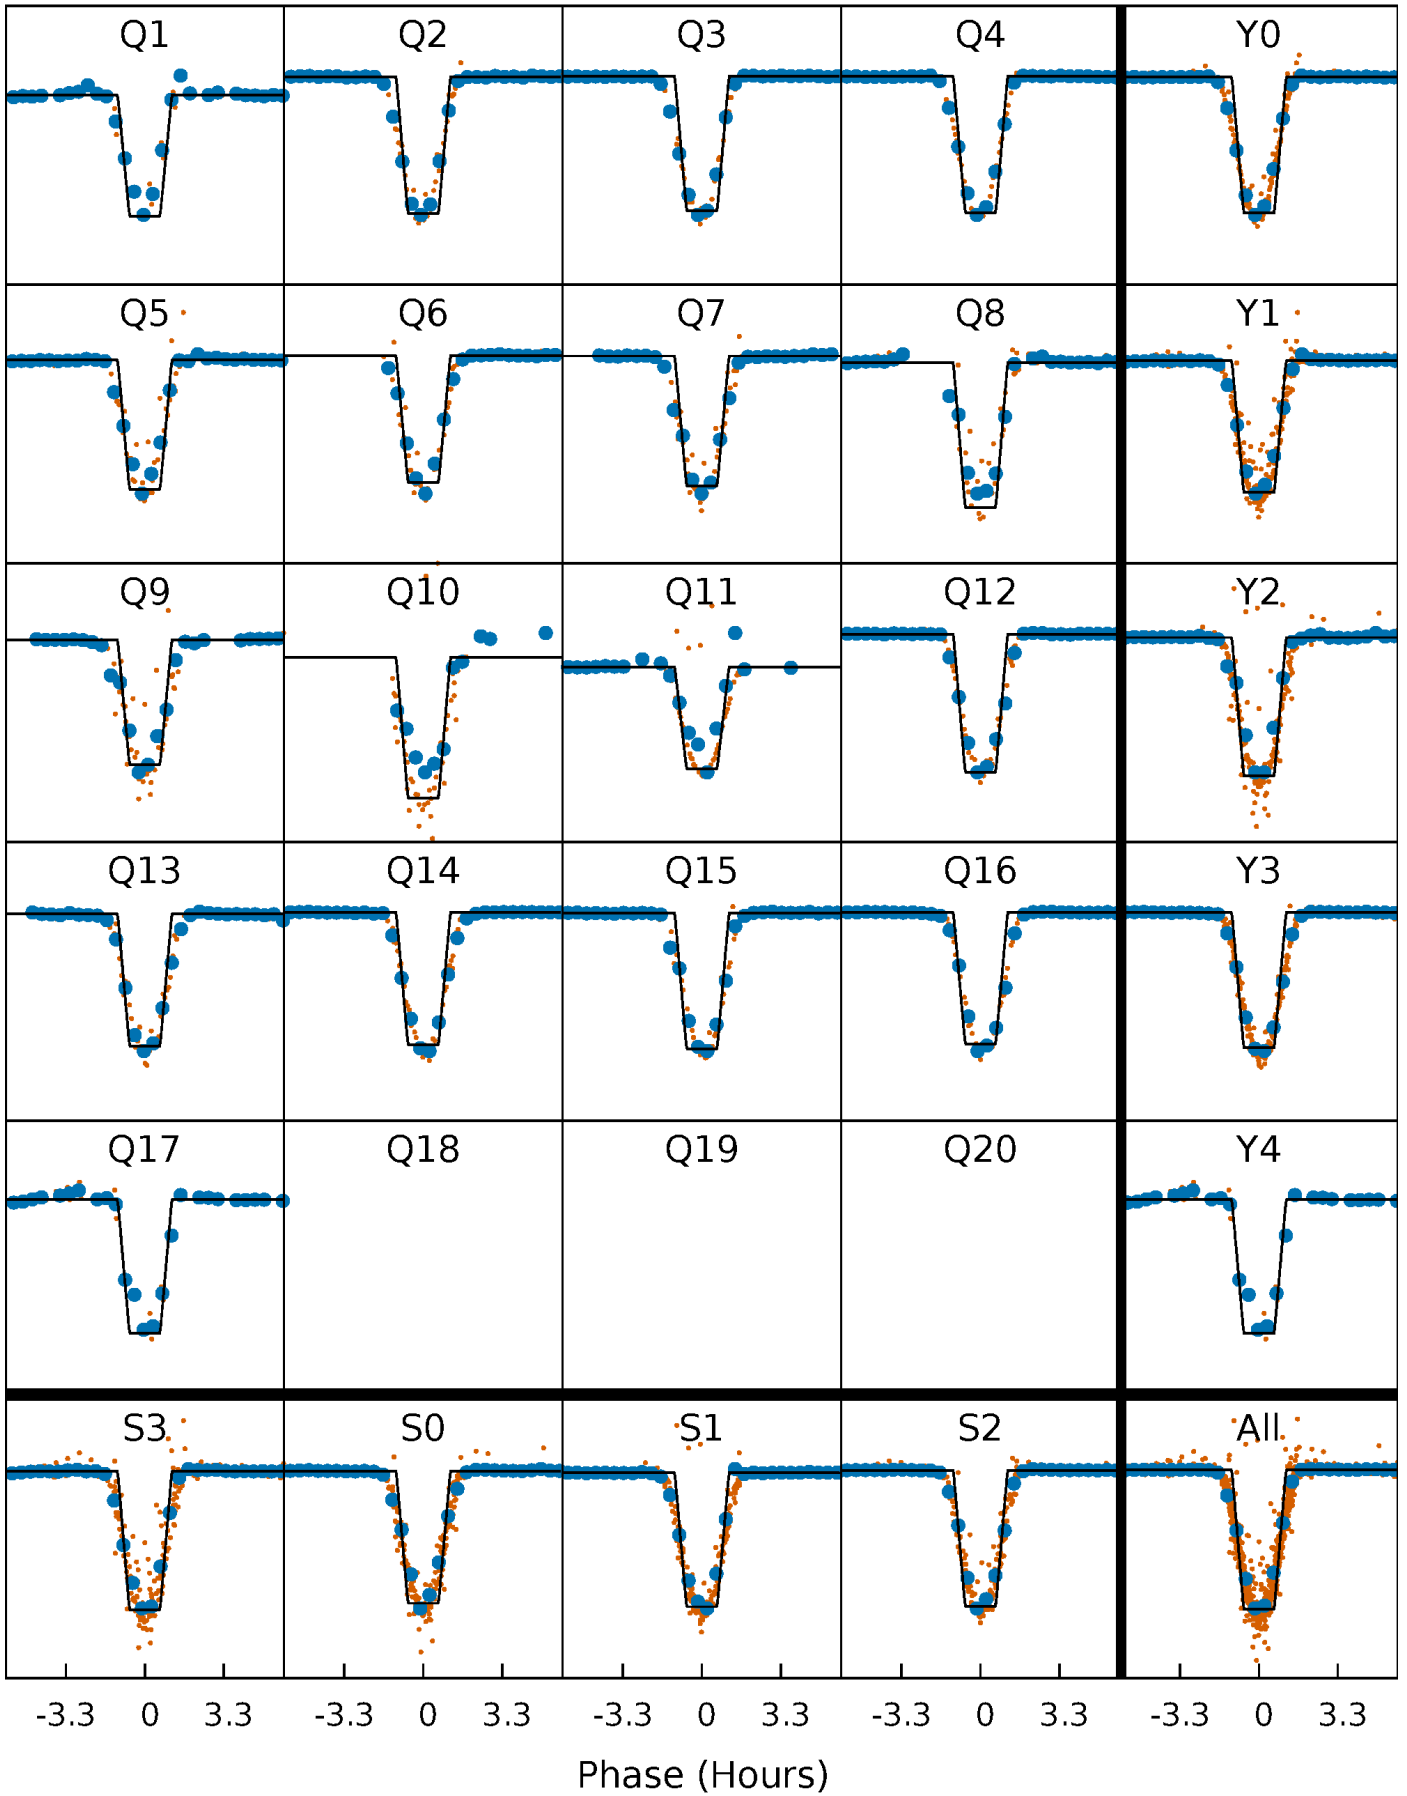 Q1 Q2 Q3 Q4 Y0
Q5 Q6 Q7 Q8 Y1
Q9 Q10 Q11 Q12 Y2
Q13 Q14 Q15 Q16 Y3
Q17 Q18 Q19 Q20 Y4
S3 S0 S1 S2 All
-3.3 0 3.3 -3.3 0 3.3 -3.3 0 3.3 -3.3 0 3.3 -3.3 0 3.3
Phase (Hours)